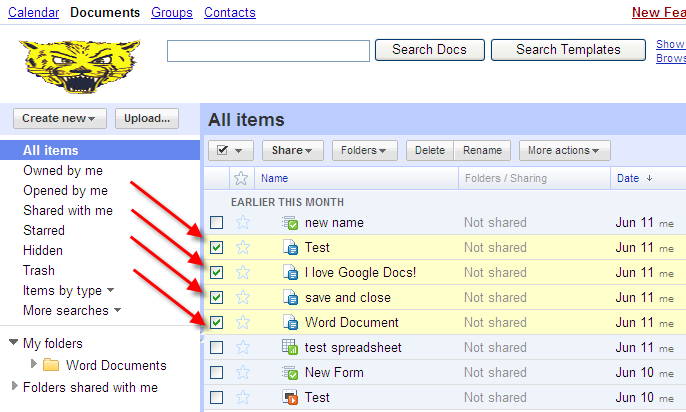 Calendar Documents Groups Contacts New Fea
Search Docs Search Templates Show
Brows
Create new Upload...
All items
All items
Owned by me
Opened by me
Shared with me
Starred
Hidden
Trash
Items by type
More searches
My folders
Word Documents
Folders shared with me
Share Folders Delete Rename More actions
Name Folders / Sharing Date
EARLIER THIS MONTH
new name Not shared Jun 11 me
Test Not shared Jun 11 me
I love Google Docs! Not shared Jun 11 me
save and close Not shared Jun 11 me
Word Document Not shared Jun 11 me
test spreadsheet Not shared Jun 11 me
New Form Not shared Jun 10 me
Test Not shared Jun 10 me